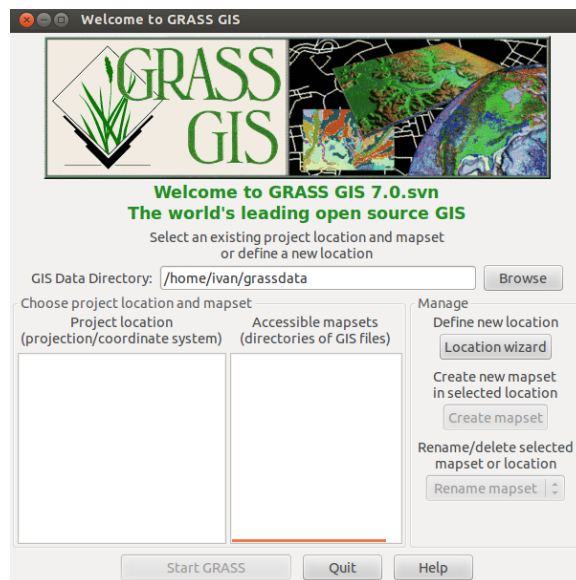 Welcome to GRASS GIS
GRASS
GIS
Welcome to GRASS GIS 7.0.svn
The world's leading open source GIS
Select an existing project location and mapset
or define a new location
GIS Data Directory: /home/ivan/grassdata Browse
Choose project location and mapset
Project location
(projection/coordinate system)
Accessible mapsets
(directories of GIS files)
Manage
Define new location
Location wizard
Create new mapset
in selected location
Create mapset
Rename/delete selected
mapset or location
Rename mapset
Start GRASS Quit Help